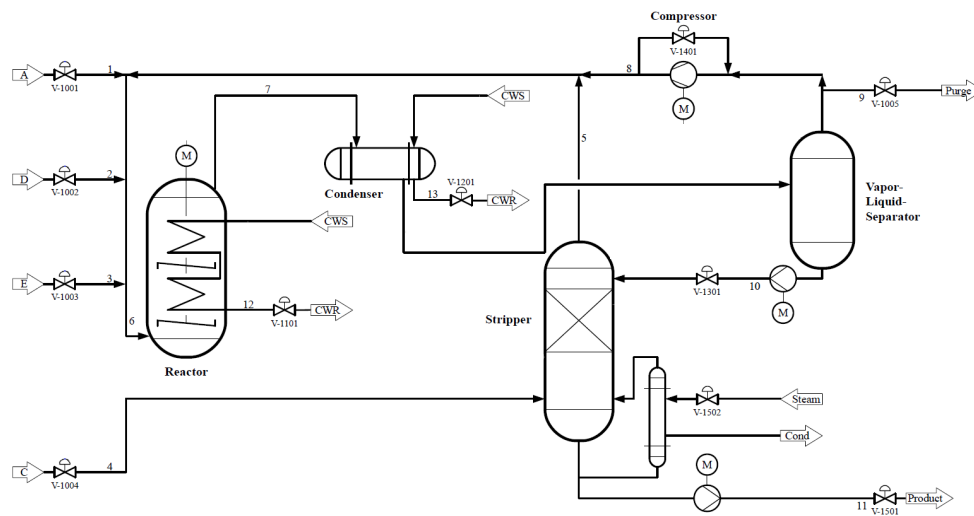 Compressor
V-1401
A
V-1001
1
8
M
9
V-1005
Purge
7
CWS
5
D
V-1002
2
M
Condenser
V-1201
13
CWR
Vapor-
Liquid-
Separator
CWS
E
V-1003
3
12
V-1101
CWR
6
V-1301
10
M
Stripper
Reactor
V-1502
Steam
Cond
C
V-1004
4
M
11
V-1501
Product